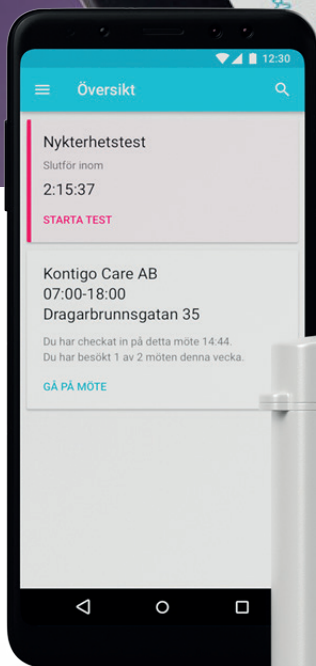 12:30
Översikt
Nykterhetstest
Slutför inom
2:15:37
STARTA TEST
Kontigo Care AB
07:00-18:00
Dragarbrunnsgatan 35
Du har checkat in på detta möte 14:44.
Du har besökt 1 av 2 möten denna vecka.
GÅ PÅ MÖTE